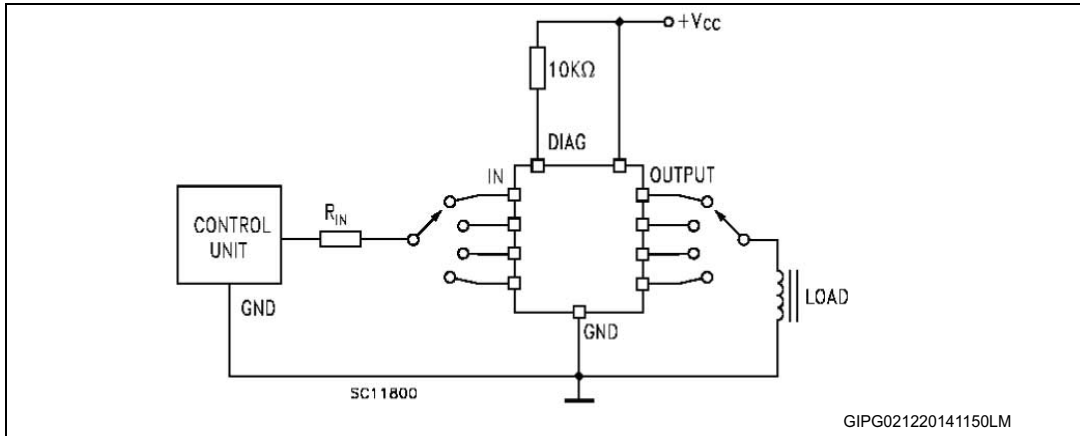 +Vcc
10KΩ
DIAG
IN
OUTPUT
RIN
CONTROL
UNIT
GND
LOAD
GND
SC11800
GIPG021220141150LM